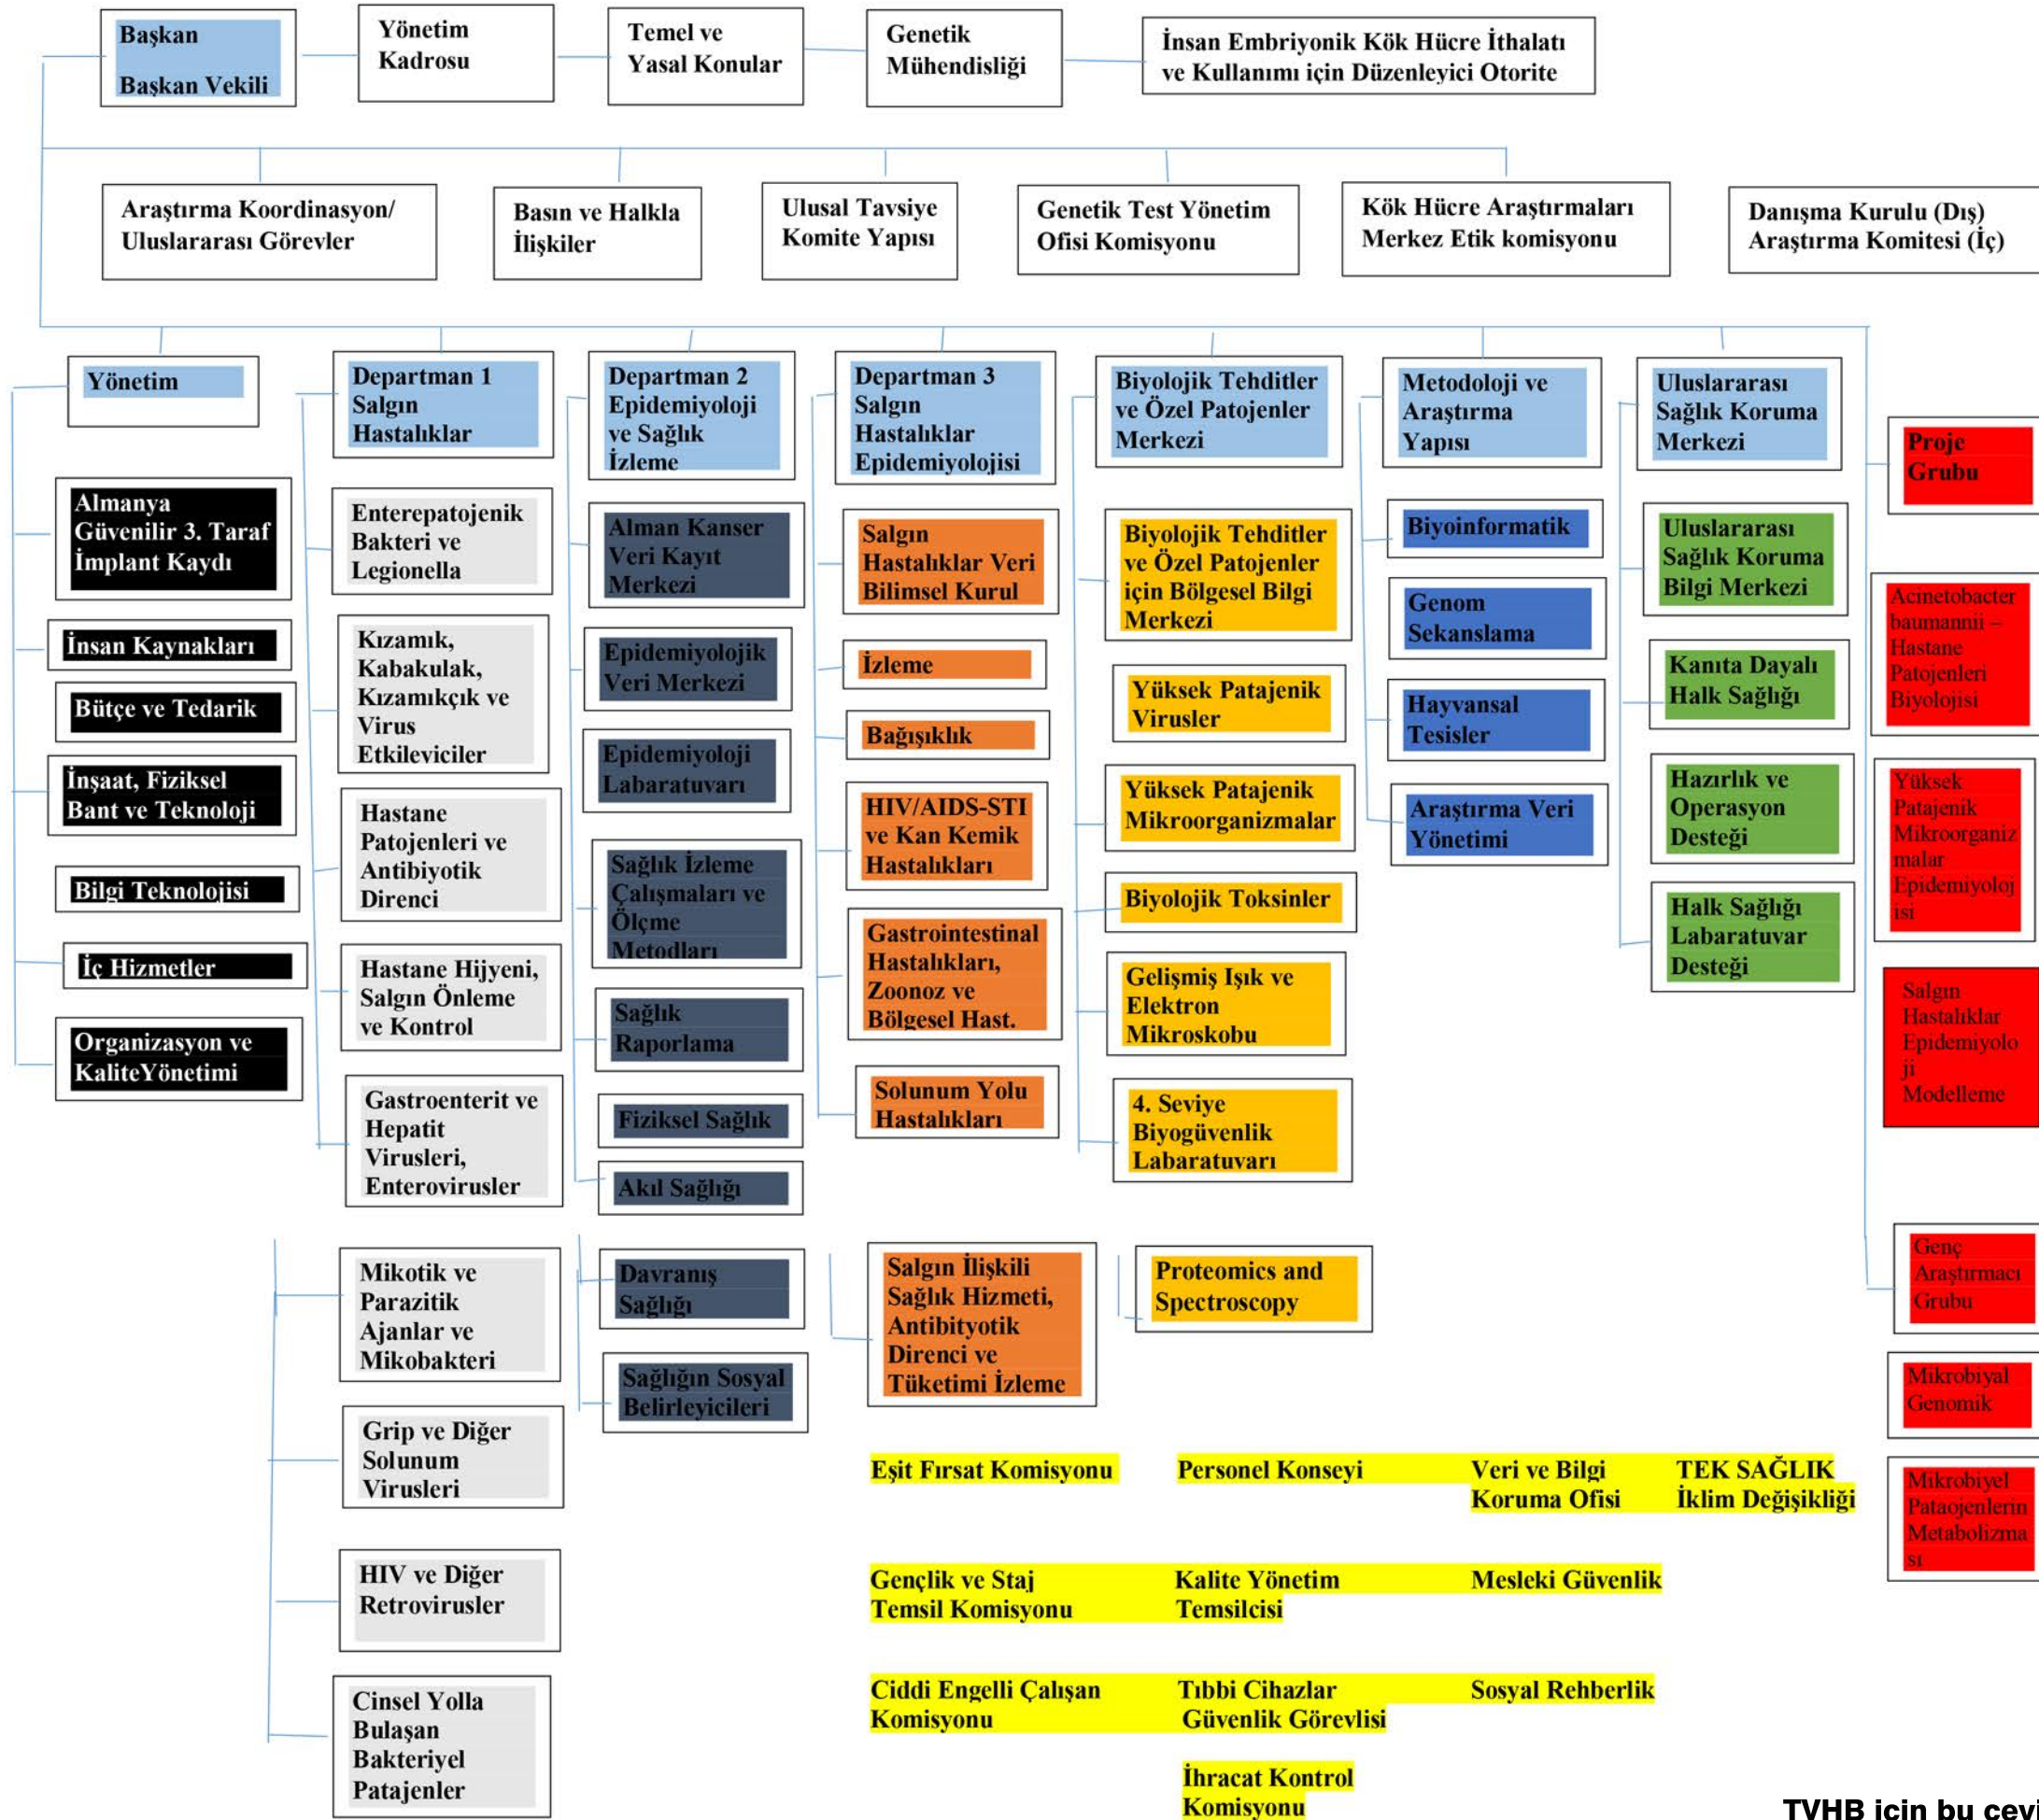 Başkan
Başkan Vekili
Yönetim
Kadrosu
Temel ve
Yasal Konular
Genetik
Mühendisliği
İnsan Embriyonik Kök Hücre İthalatı
ve Kullanımı için Düzenleyici Otorite
Araştırma Koordinasyon/
Uluslararası Görevler
Basın ve Halkla
İlişkiler
Ulusal Tavsiye
Komite Yapısı
Genetik Test Yönetim
Ofisi Komisyonu
Kök Hücre Araştırmaları
Merkez Etik komisyonu
Danışma Kurulu (Dış)
Araştırma Komitesi (İç)
Yönetim
Almanya
Güvenilir 3. Taraf
İmplant Kaydı
İnsan Kaynakları
Bütçe ve Tedarik
İnşaat, Fiziksel
Bant ve Teknoloji
Bilgi Teknolojisi
İç Hizmetler
Organizasyon ve
KaliteYönetimi
Departman 1
Salgın
Hastalıklar
Enterepatojenik
Bakteri ve
Legionella
Kızamık,
Kabakulak,
Kızamıkçık ve
Virus
Etkileviciler
Hastane
Patojenleri ve
Antibiyotik
Direnci
Hastane Hijyeni,
Salgın Önleme
ve Kontrol
Gastroenterit ve
Hepatit
Virusleri,
Enterovirusler
Mikotik ve
Parazitik
Ajanlar ve
Mikobakteri
Grip ve Diğer
Solunum
Virusleri
HIV ve Diğer
Retrovirusler
Cinsel Yolla
Bulaşan
Bakteriyel
Patajenler
Departman 2
Epidemiyoloji
ve Sağlık
İzleme
Alman Kanser
Veri Kayıt
Merkezi
Epidemiyolojik
Veri Merkezi
Epidemiyoloji
Labaratuvarı
Sağlık İzleme
Çalışmaları ve
Ölçme
Metodları
Sağlık
Raporlama
Fiziksel Sağlık
Akıl Sağlığı
Davranış
Sağlığı
Sağlığın Sosyal
Belirleyicileri
Departman 3
Salgın
Hastalıklar
Epidemiyolojisi
Salgın
Hastalıklar Veri
Bilimsel Kurul
İzleme
Bağışıklık
HIV/AIDS-STI
ve Kan Kemik
Hastalıkları
Gastrointestinal
Hastalıkları,
Zoonoz ve
Bölgesel Hast.
Solunum Yolu
Hastalıkları
Salgın İlişkili
Sağlık Hizmeti,
Antibityotik
Direnci ve
Tüketimi İzleme
Biyolojik Tehditler
ve Özel Patojenler
Merkezi
Biyolojik Tehditler
ve Özel Patojenler
için Bölgesel Bilgi
Merkezi
Yüksek Patajenik
Virusler
Yüksek Patajenik
Mikroorganizmalar
Biyolojik Toksinler
Gelişmiş Işık ve
Elektron
Mikroskobu
4. Seviye
Biyogüvenlik
Labaratuvarı
Proteomics and
Spectroscopy
Metodoloji ve
Araştırma
Yapısı
Biyoinformatik
Genom
Sekanslama
Hayvansal
Tesisler
Araştırma Veri
Yönetimi
Uluslararası
Sağlık Koruma
Merkezi
Uluslararası
Sağlık Koruma
Bilgi Merkezi
Kanıta Dayalı
Halk Sağlığı
Hazırlık ve
Operasyon
Desteği
Halk Sağlığı
Labaratuvar
Desteği
Proje
Grubu
Acinetobacter
baumannii –
Hastane
Patojenleri
Biyolojisi
Yüksek
Patajenik
Mikroorganiz
malar
Epidemiyoloj
isi
Salgın
Hastalıklar
Epidemiyolo
ji
Modelleme
Genç
Araştırmacı
Grubu
Mikrobiyal
Genomik
Mikrobiyel
Pataojenlerin
Metabolizma
sı
Eşit Fırsat Komisyonu
Personel Konseyi
Veri ve Bilgi
Koruma Ofisi
TEK SAĞLIK
İklim Değişikliği
Gençlik ve Staj
Temsil Komisyonu
Kalite Yönetim
Temsilcisi
Mesleki Güvenlik
Ciddi Engelli Çalışan
Komisyonu
Tıbbi Cihazlar
Güvenlik Görevlisi
Sosyal Rehberlik
İhracat Kontrol
Komisyonu
TVHB için bu çevi